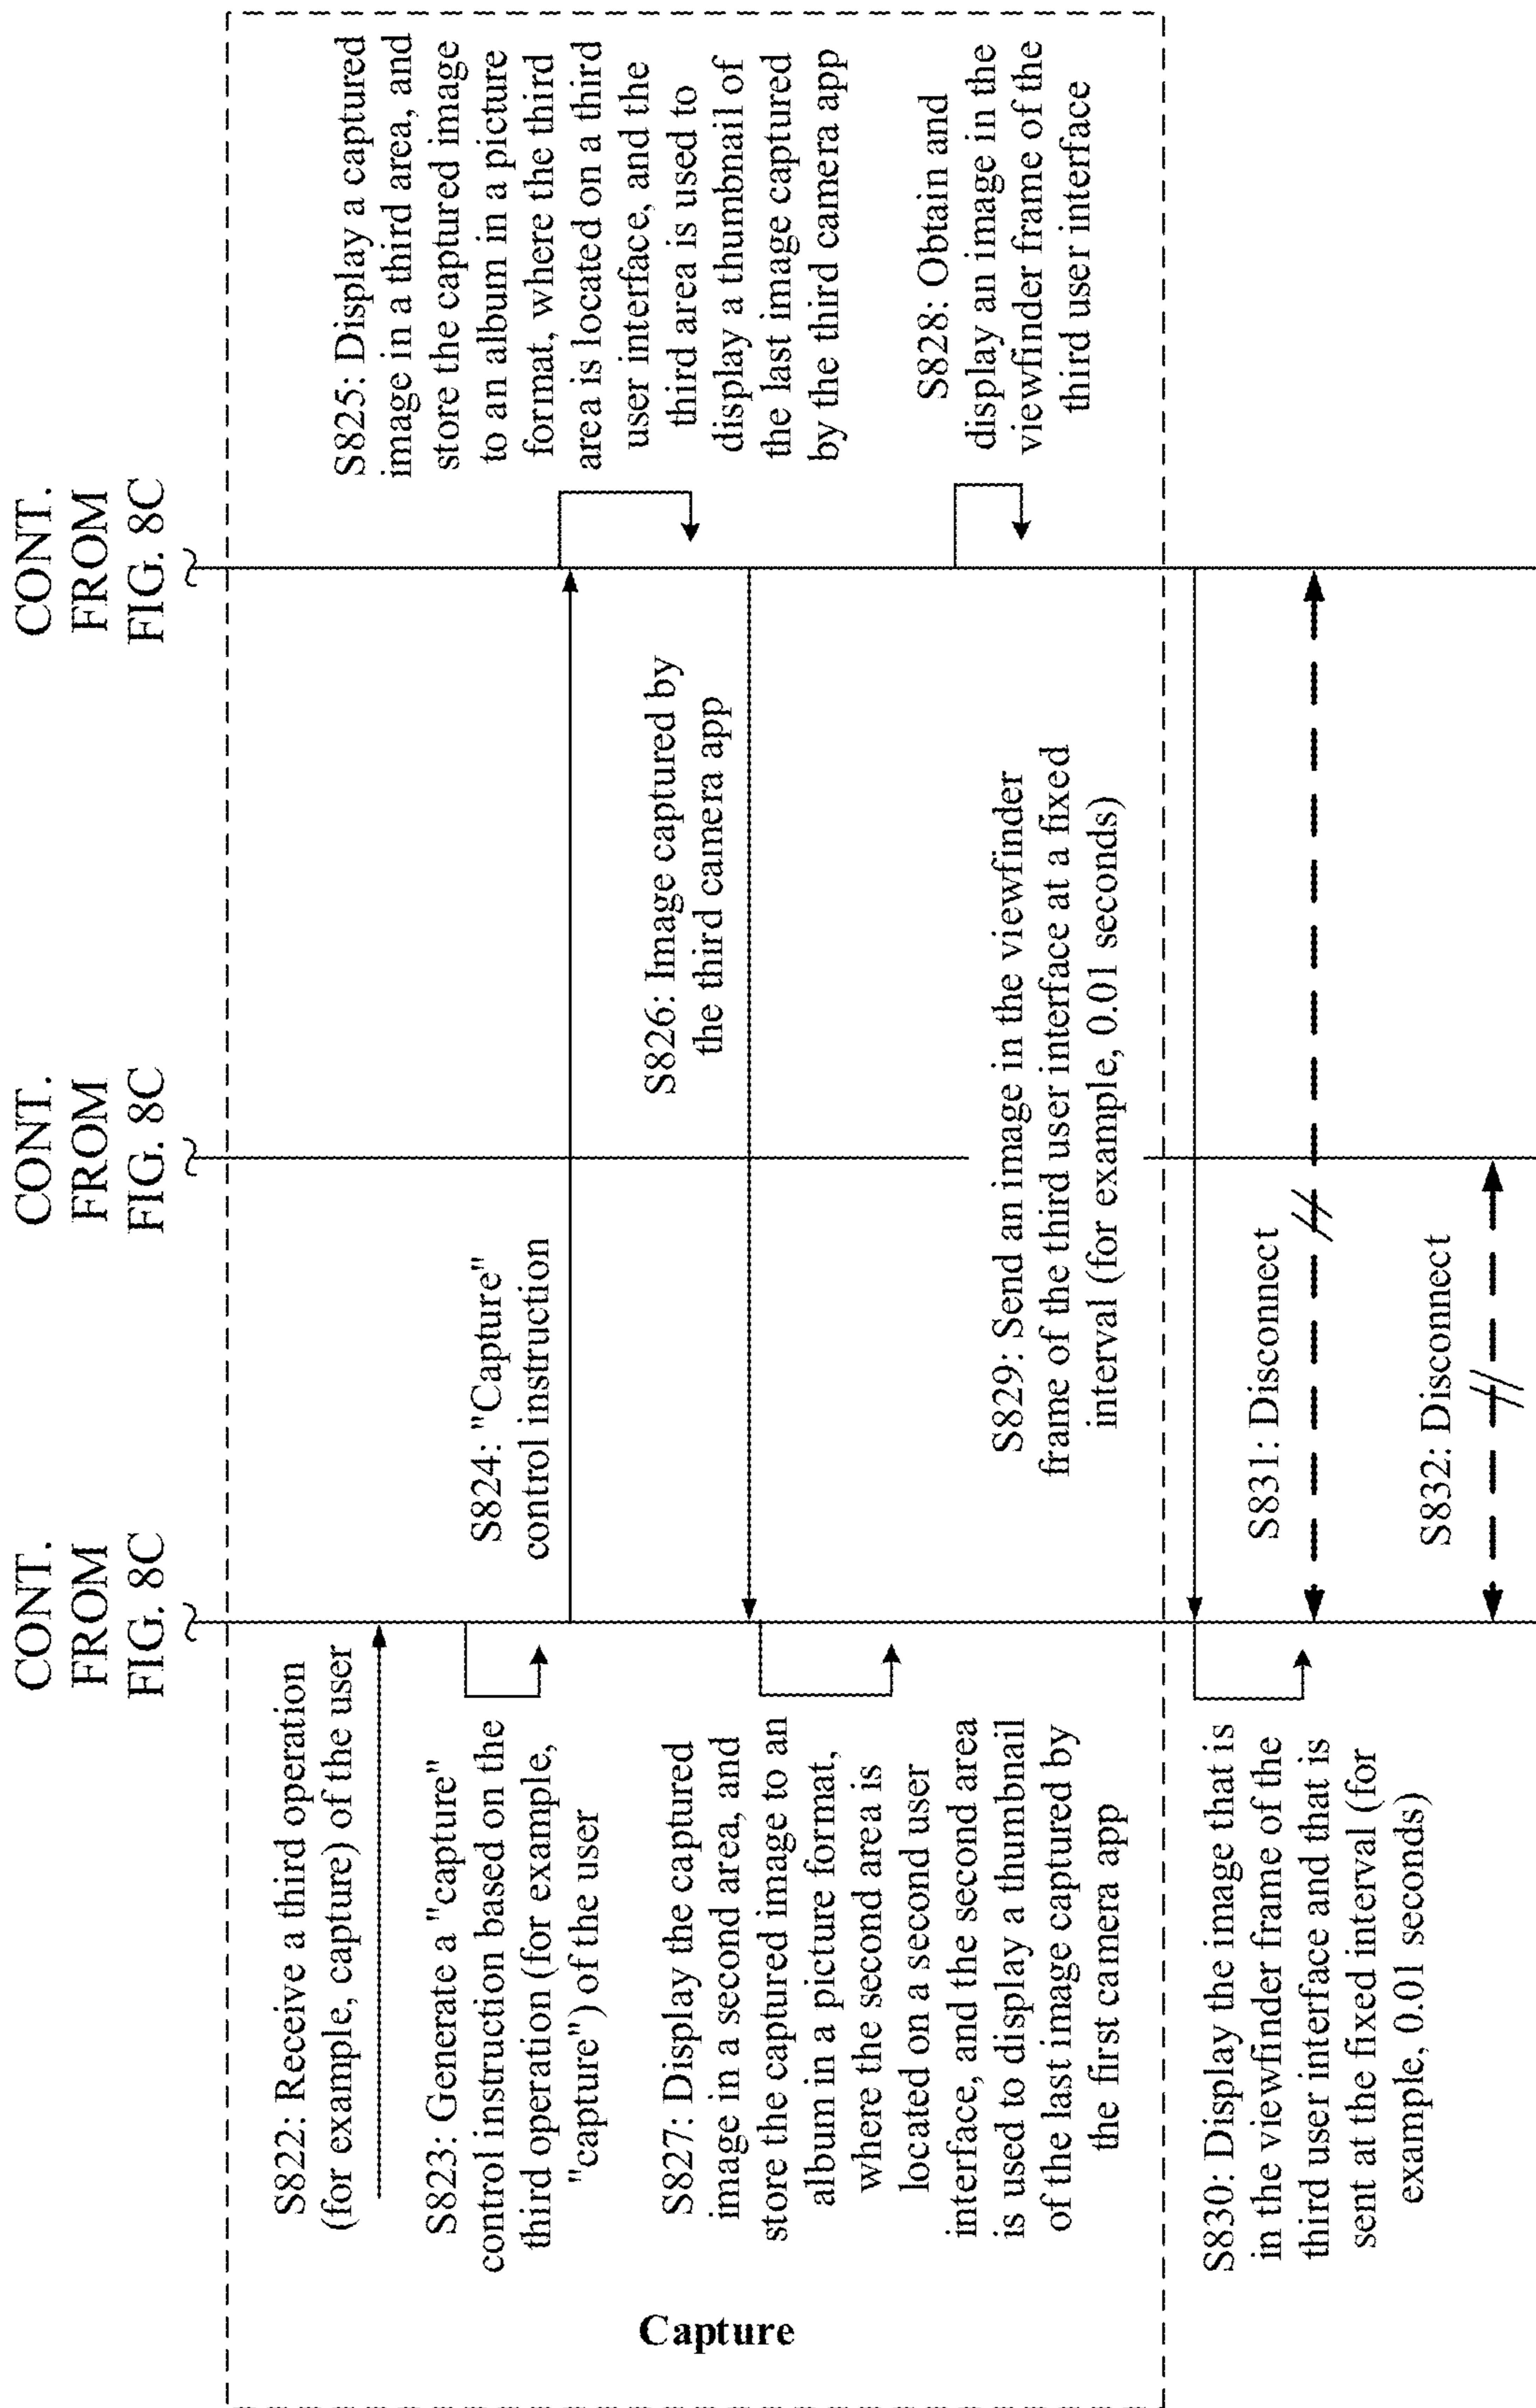 CONT.
FROM
FIG. 8C
CONT.
FROM
FIG. 8C
CONT.
FROM
FIG. 8C
Capture
S822: Receive a third operation
(for example, capture) of the user
S823: Generate a "capture"
control instruction based on the
third operation (for example,
"capture") of the user
S824: "Capture"
control instruction
S825: Display a captured
image in a third area, and
store the captured image
to an album in a picture
format, where the third
area is located on a third
user interface, and the
third area is used to
display a thumbnail of
the last image captured
by the third camera app
S826: Image captured by
the third camera app
S827: Display the captured
image in a second area, and
store the captured image to an
album in a picture format,
where the second area is
located on a second user
interface, and the second area
is used to display a thumbnail
of the last image captured by
the first camera app
S828: Obtain and
display an image in the
viewfinder frame of the
third user interface
S829: Send an image in the viewfinder
frame of the third user interface at a fixed
interval (for example, 0.01 seconds)
S830: Display the image that is
in the viewfinder frame of the
third user interface and that is
sent at the fixed interval (for
example, 0.01 seconds)
S831: Disconnect
S832: Disconnect